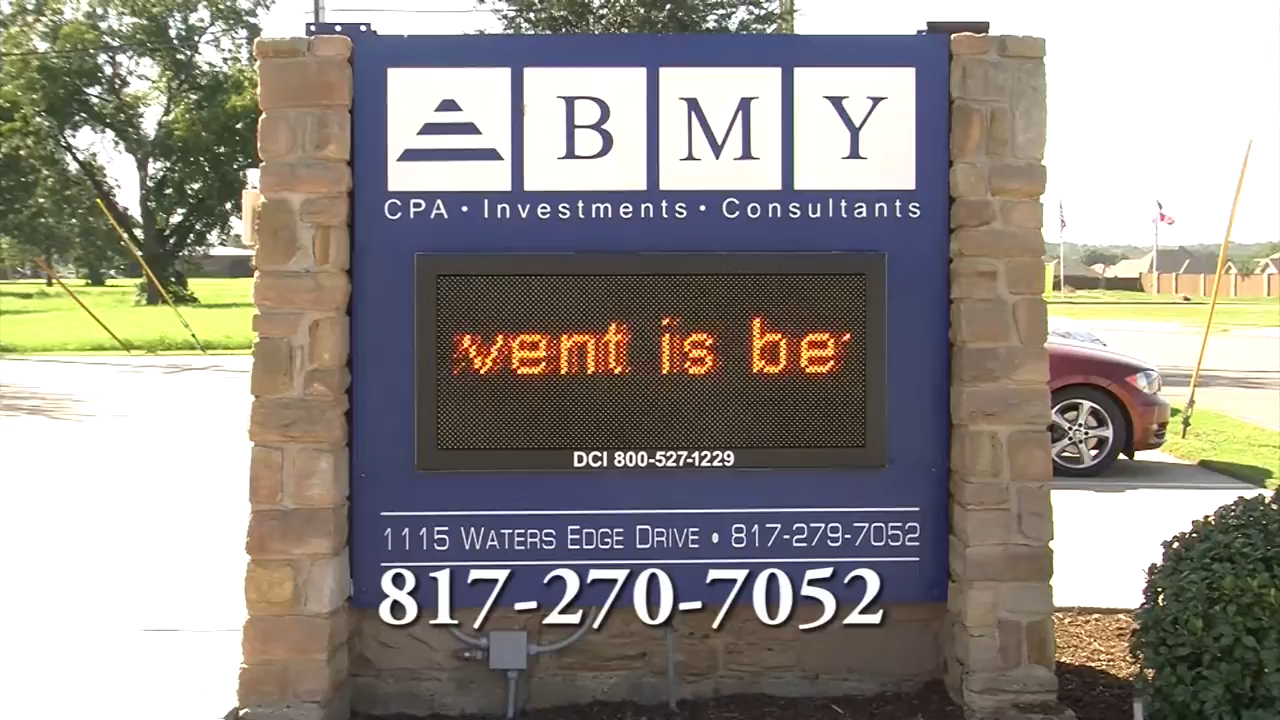 BMY
CPA • Investments • Consultants
vent is be
DCI 800-527-1229
1115 WATERS EDGE DRIVE • 817-279-7052
817-270-7052